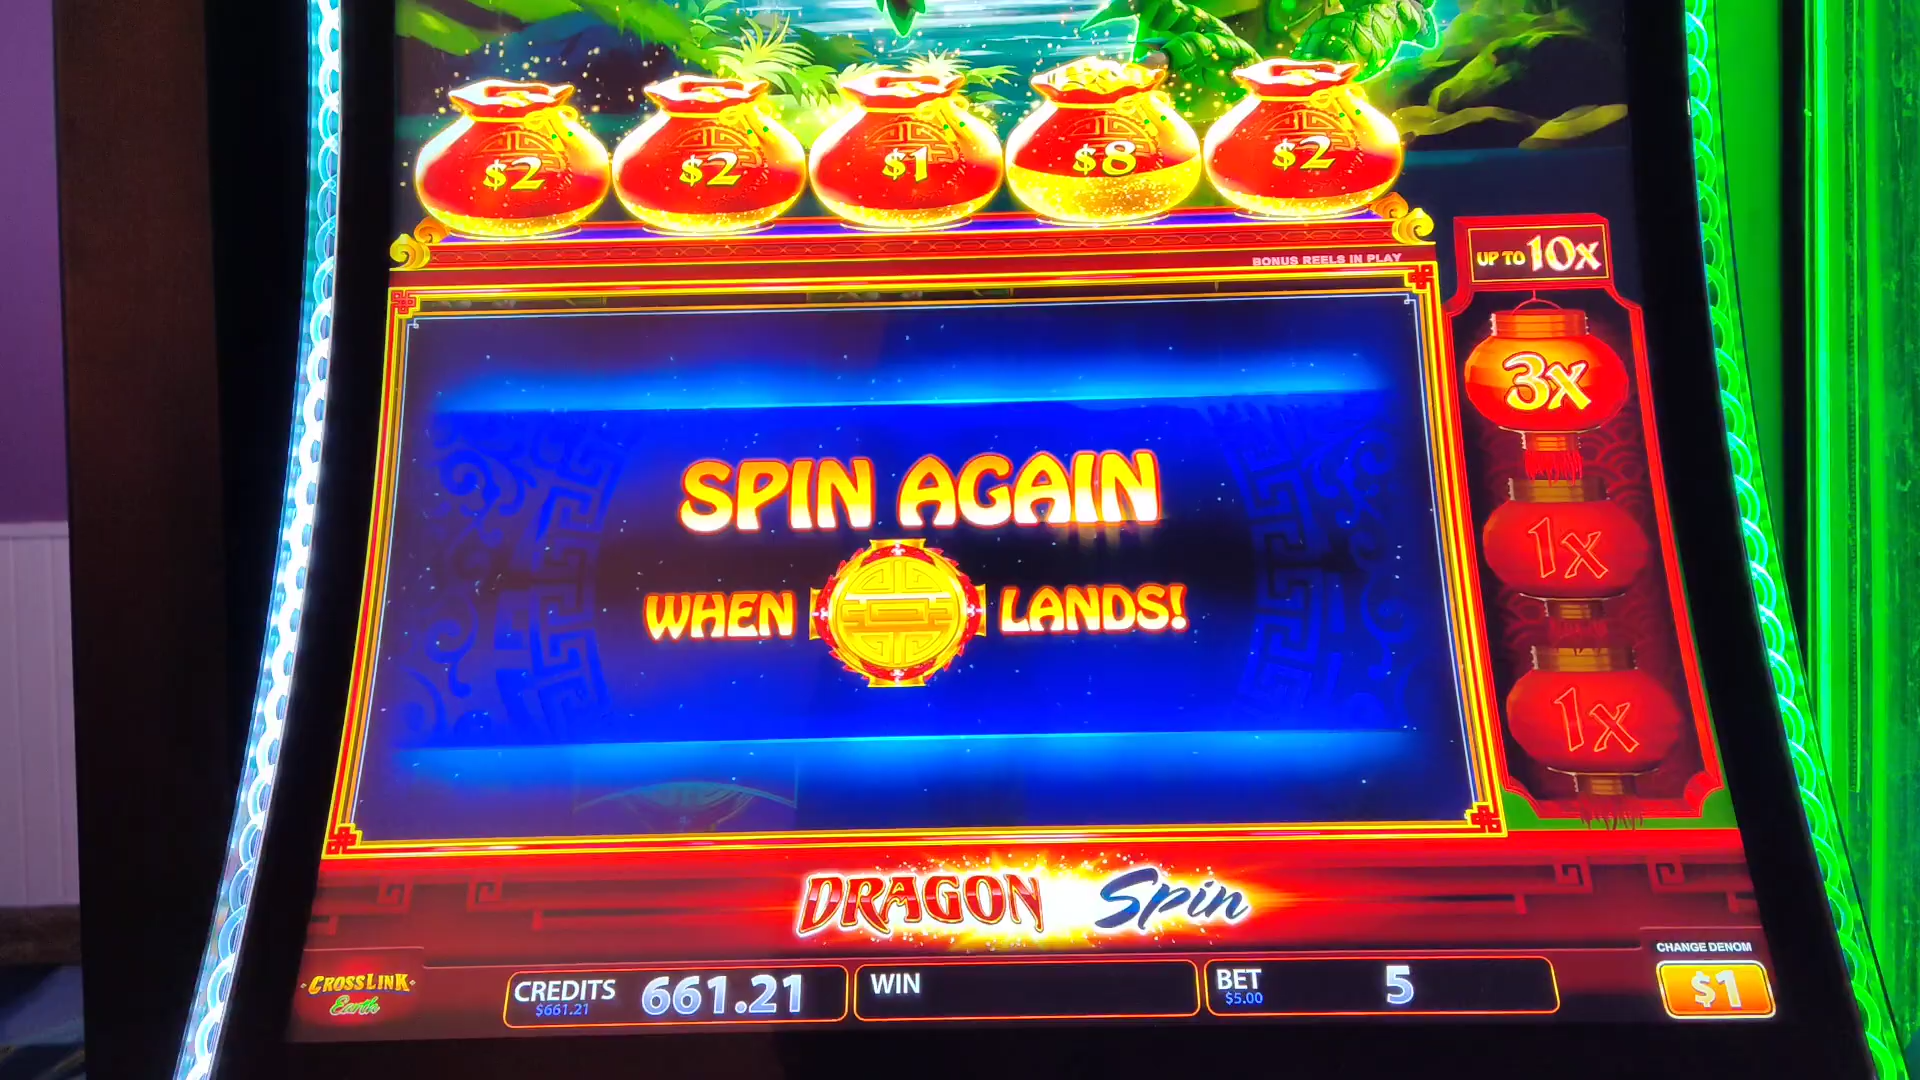 $2 $2 $1 $8 $2
BONUS REELS IN PLAY
UP TO 10X
3X
1X
1X
SPIN AGAIN
WHEN LANDS!
DRAGON Spin
CROSSLINK
Earth
CREDITS 661.21
$661.21
WIN
BET 5
$5.00
CHANGE DENOM
$1